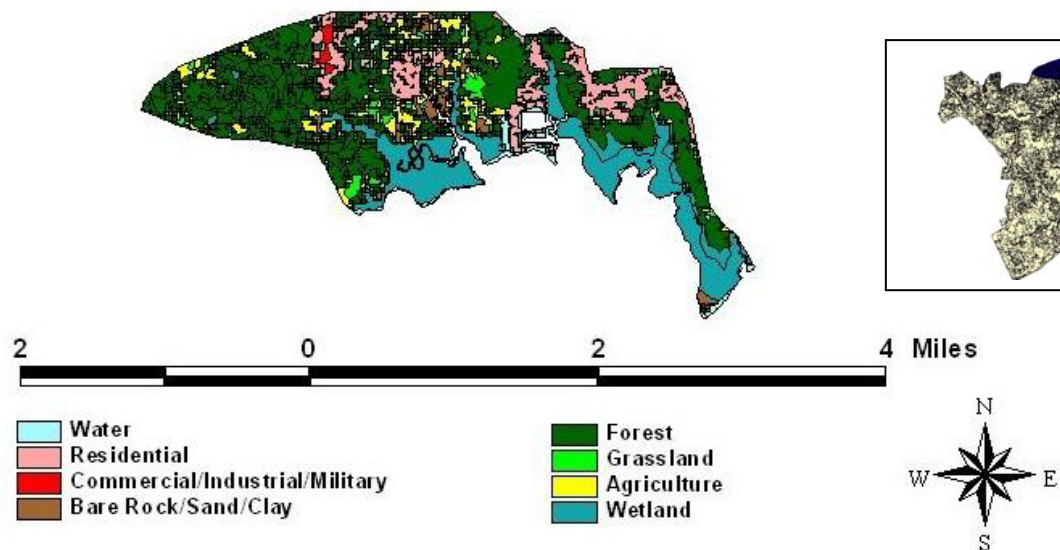 2 0 2 4 Miles
Water
Residential
Commercial/Industrial/Military
Bare Rock/Sand/Clay
Forest
Grassland
Agriculture
Wetland
N
W E
S